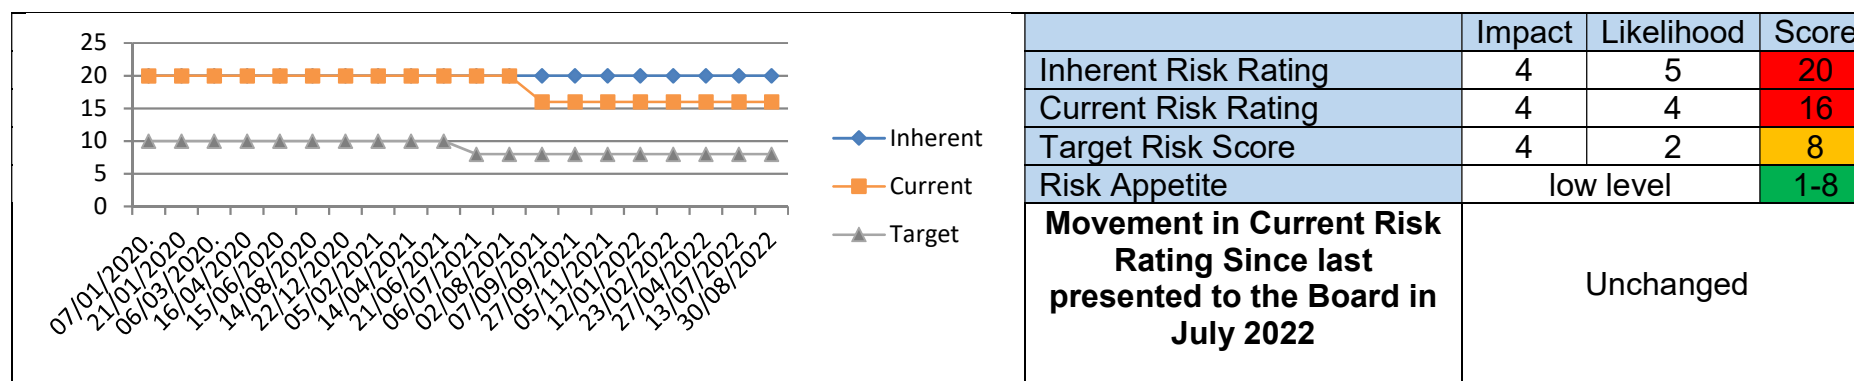 25
20
15
10
5
0
07/01/2020.
21/01/2020
06/03/2020.
16/04/2020
15/06/2020
14/08/2020
22/12/2020
05/02/2021
14/04/2021
21/06/2021
06/07/2021
02/08/2021
07/09/2021
27/09/2021
05/11/2021
12/01/2022
23/02/2022
27/04/2022
13/07/2022
30/08/2022
Inherent
Current
Target
Impact Likelihood Score
Inherent Risk Rating 4 5 20
Current Risk Rating 4 4 16
Target Risk Score 4 2 8
Risk Appetite low level 1-8
Movement in Current Risk
Rating Since last
presented to the Board in
July 2022
Unchanged